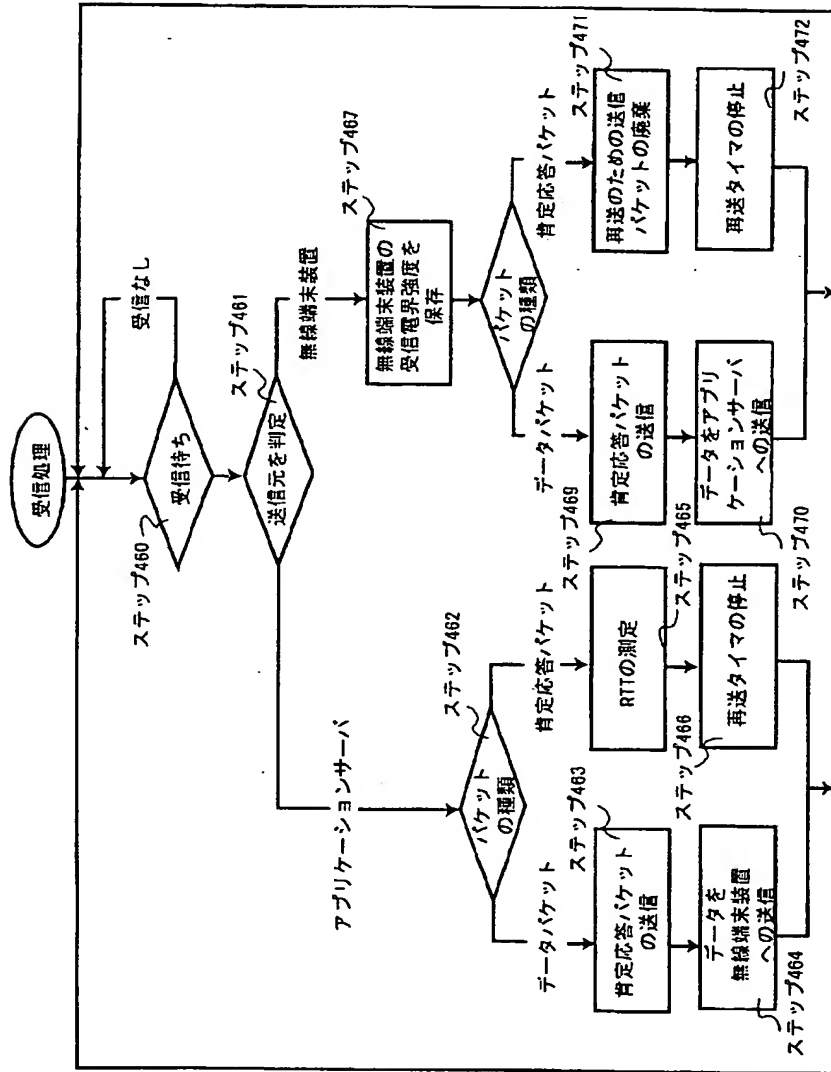 受信処理
受信なし
受信待ち
ステップ460
送信元を判定
ステップ461
アプリケーションサーバ
無線端末装置
ステップ467
無線端末装置の
受信電界強度を
保存
パケット
の種類
ステップ462
データパケット
肯定応答パケット
ステップ463
肯定応答パケット
の送信
データを
無線端末装置
への送信
ステップ464
RTTの測定
ステップ465
再送タイマの停止
ステップ466
パケット
の種類
データパケット
肯定応答パケット
肯定応答パケット
の送信
ステップ469
データをアプリ
ケーションサーバ
への送信
ステップ470
再送のための送信
パケットの廃棄
ステップ471
再送タイマの停止
ステップ472